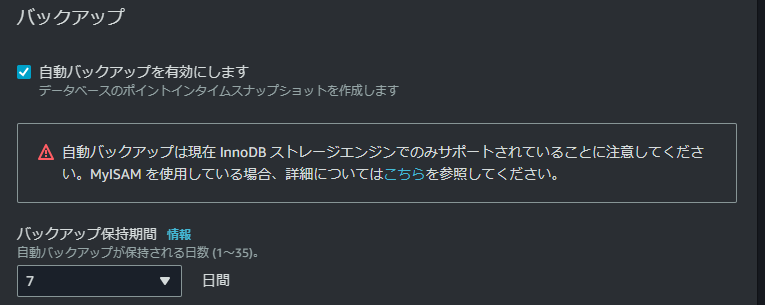 バックアップ
自動バックアップを有効にします
データベースのポイントインタイムスナップショットを作成します
自動バックアップは現在 InnoDB ストレージエンジンでのみサポートされていることに注意してくださ
い。MyISAM を使用している場合、詳細についてはこちらを参照してください。
バックアップ保持期間 情報
自動バックアップが保持される日数 (1～35)。
7 日間